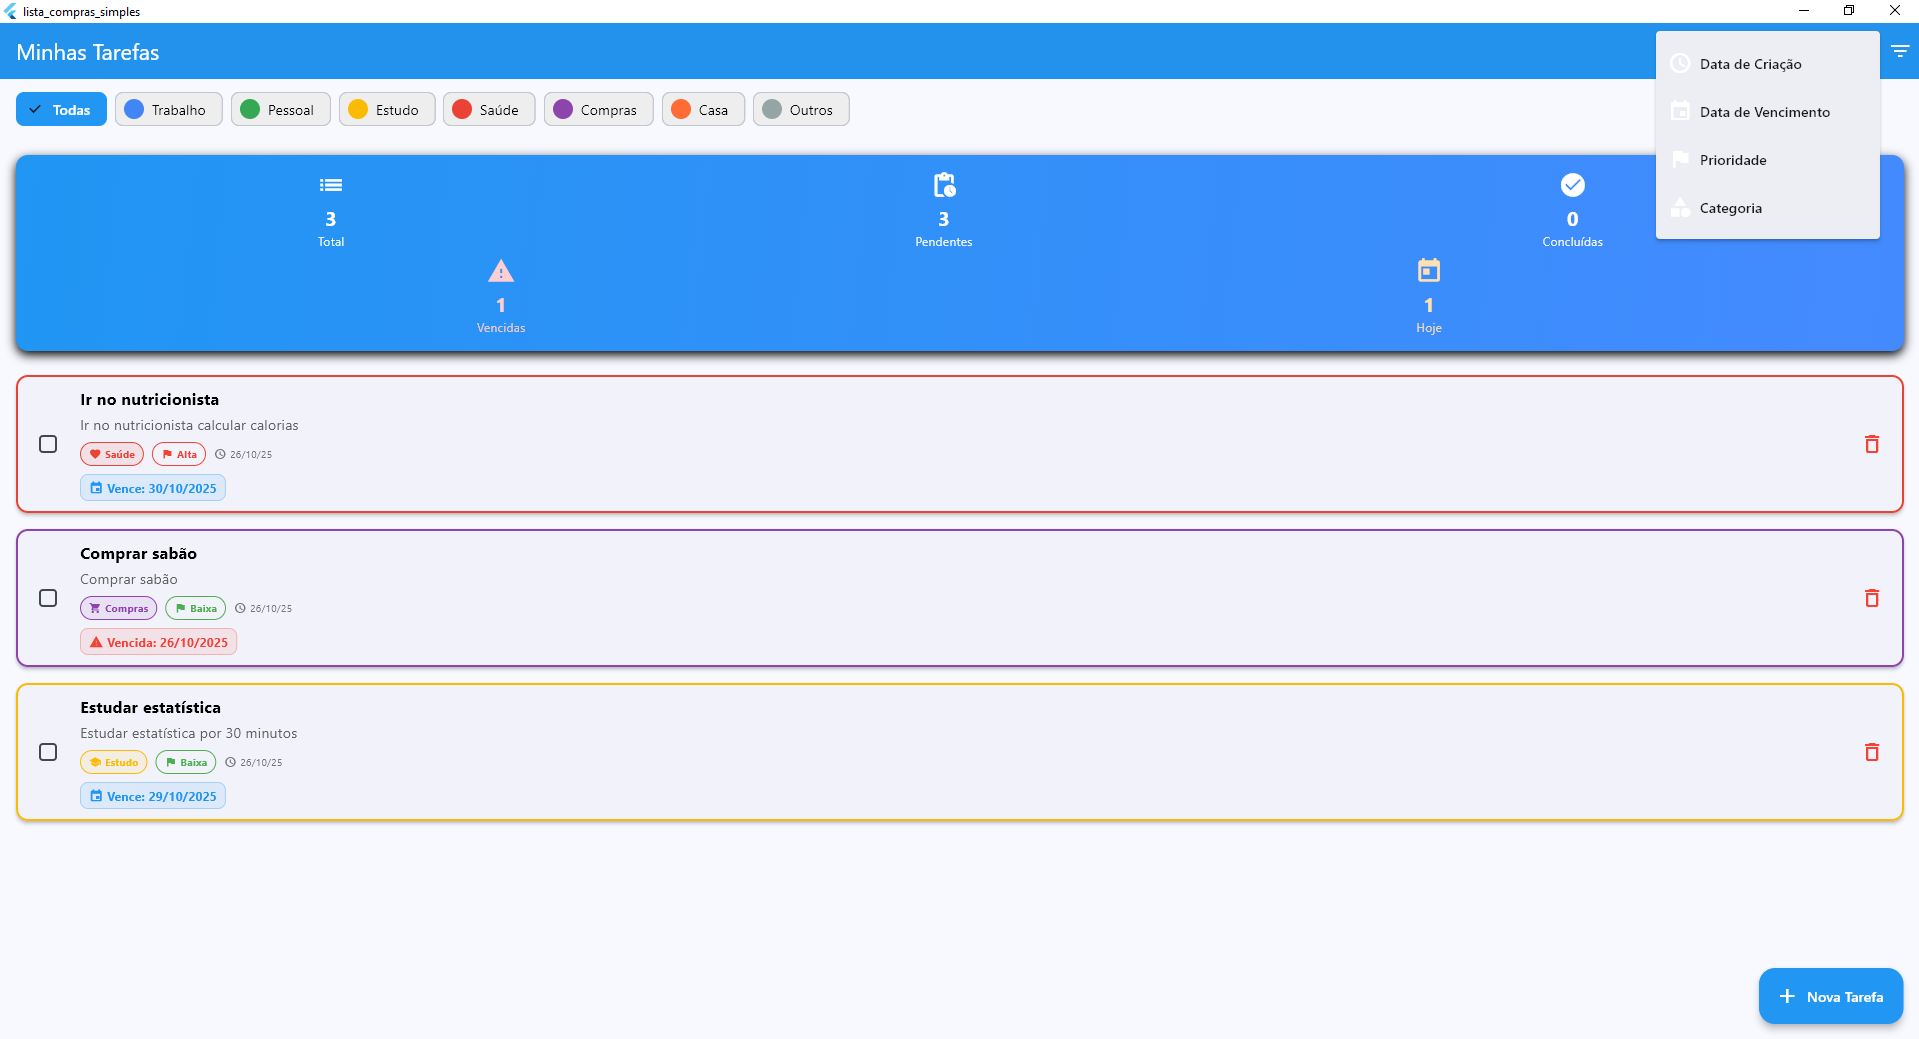 lista_compras_simples
Minhas Tarefas
Data de Criação
Data de Vencimento
Prioridade
Categoria
Todas
Trabalho
Pessoal
Estudo
Saúde
Compras
Casa
Outros
3
Total
3
Pendentes
0
Concluídas
1
Vencidas
1
Hoje
Ir no nutricionista
Ir no nutricionista calcular calorias
Saúde
Alta
26/10/25
Vence: 30/10/2025
Comprar sabão
Comprar sabão
Compras
Baixa
26/10/25
Vencida: 26/10/2025
Estudar estatística
Estudar estatística por 30 minutos
Estudo
Baixa
26/10/25
Vence: 29/10/2025
+ Nova Tarefa